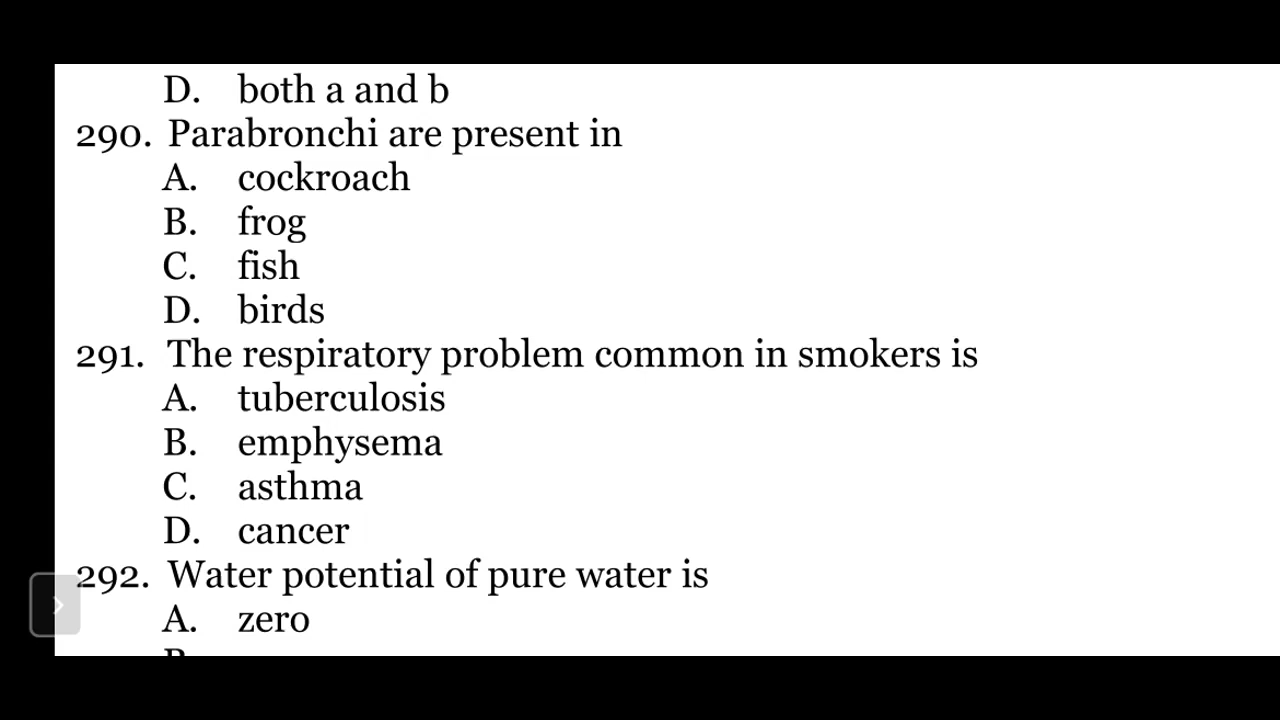 D. both a and b
290. Parabronchi are present in
A. cockroach
B. frog
C. fish
D. birds
291. The respiratory problem common in smokers is
A. tuberculosis
B. emphysema
C. asthma
D. cancer
292. Water potential of pure water is
A. zero